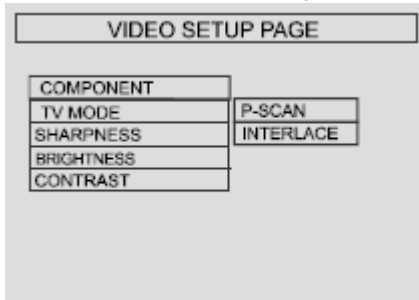 VIDEO SETUP PAGE
COMPONENT
TV MODE P-SCAN
SHARPNESS INTERLACE
BRIGHTNESS
CONTRAST